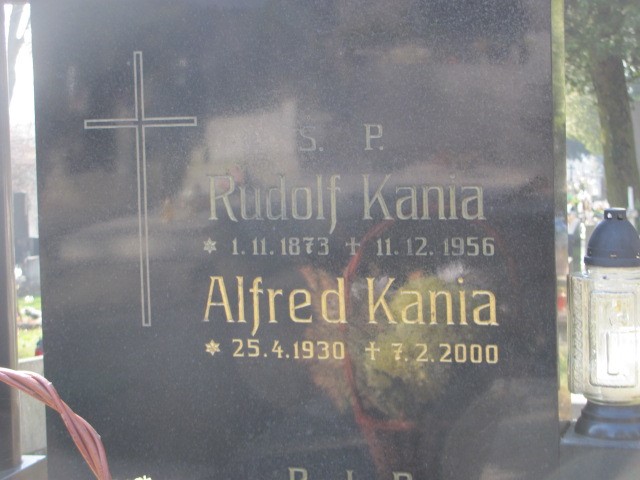 Ś. P.
Rudolf Kania
* 1.11.1873 + 11.12.1956
Alfred Kania
* 25.4.1930 + 7.2.2000